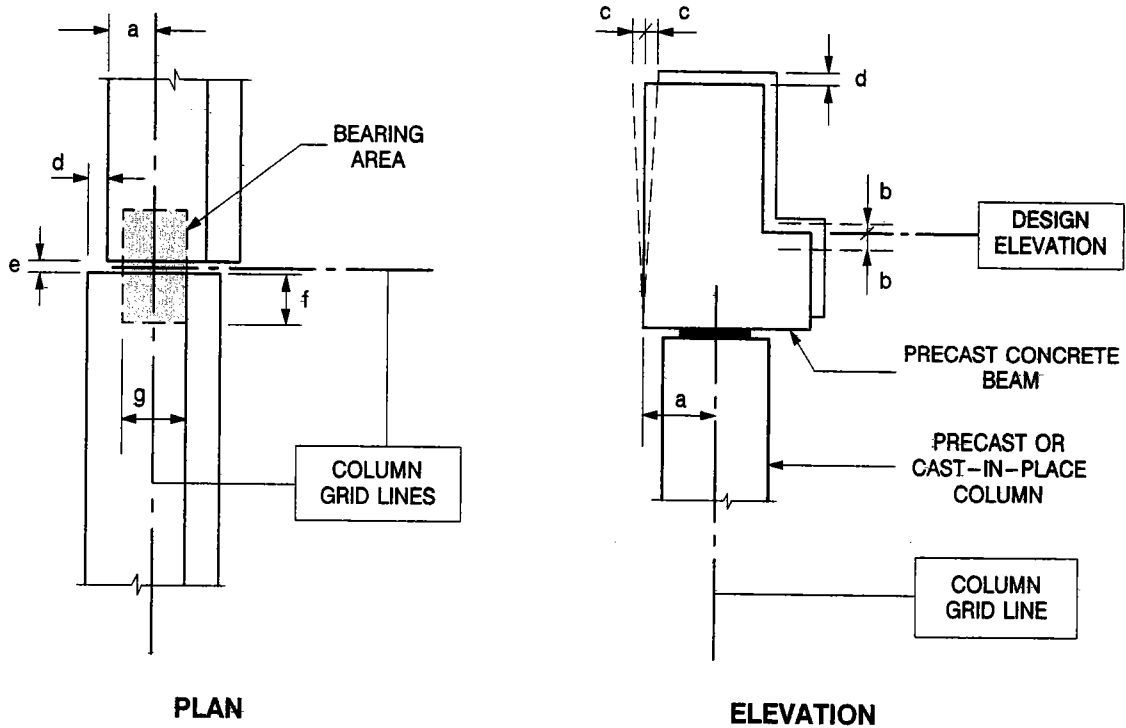 a
d
e
f
g
BEARING
AREA
COLUMN
GRID LINES
PLAN
c c
d
b
b
a
DESIGN
ELEVATION
PRECAST CONCRETE
BEAM
PRECAST OR
CAST-IN-PLACE
COLUMN
COLUMN
GRID LINE
ELEVATION